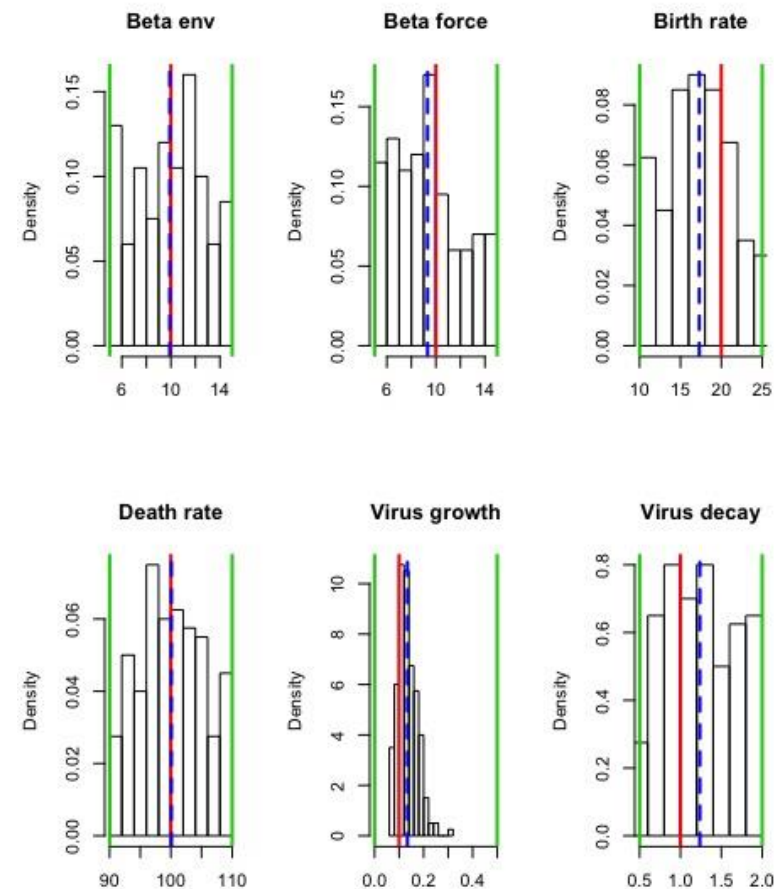 Beta env
Density
0.00 0.05 0.10 0.15
6 10 14
Beta force
Density
0.00 0.05 0.10 0.15
6 10 14
Birth rate
Density
0.00 0.02 0.04 0.06 0.08
10 15 20 25
Death rate
Density
0.00 0.02 0.04 0.06
90 100 110
Virus growth
Density
0 2 4 6 8 10
0.0 0.2 0.4
Virus decay
Density
0.0 0.2 0.4 0.6 0.8
0.5 1.0 1.5 2.0